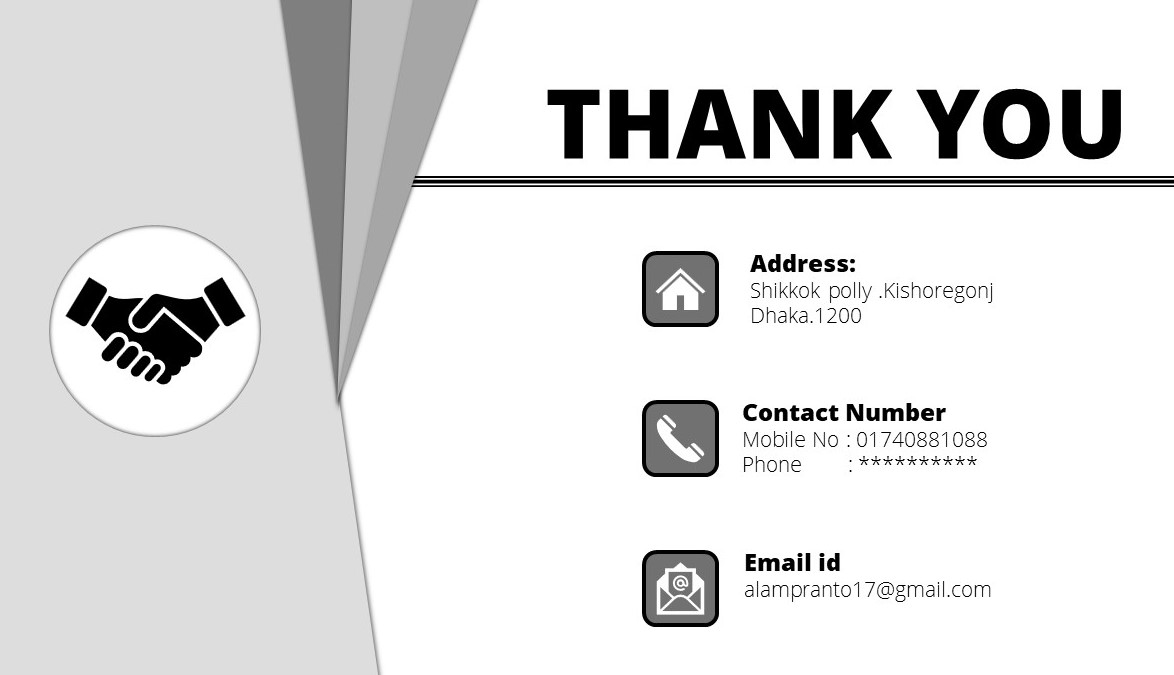 THANK YOU
Address:
Shikkok polly .Kishoregonj
Dhaka.1200
Contact Number
Mobile No : 01740881088
Phone : **********
Email id
alampranto17@gmail.com